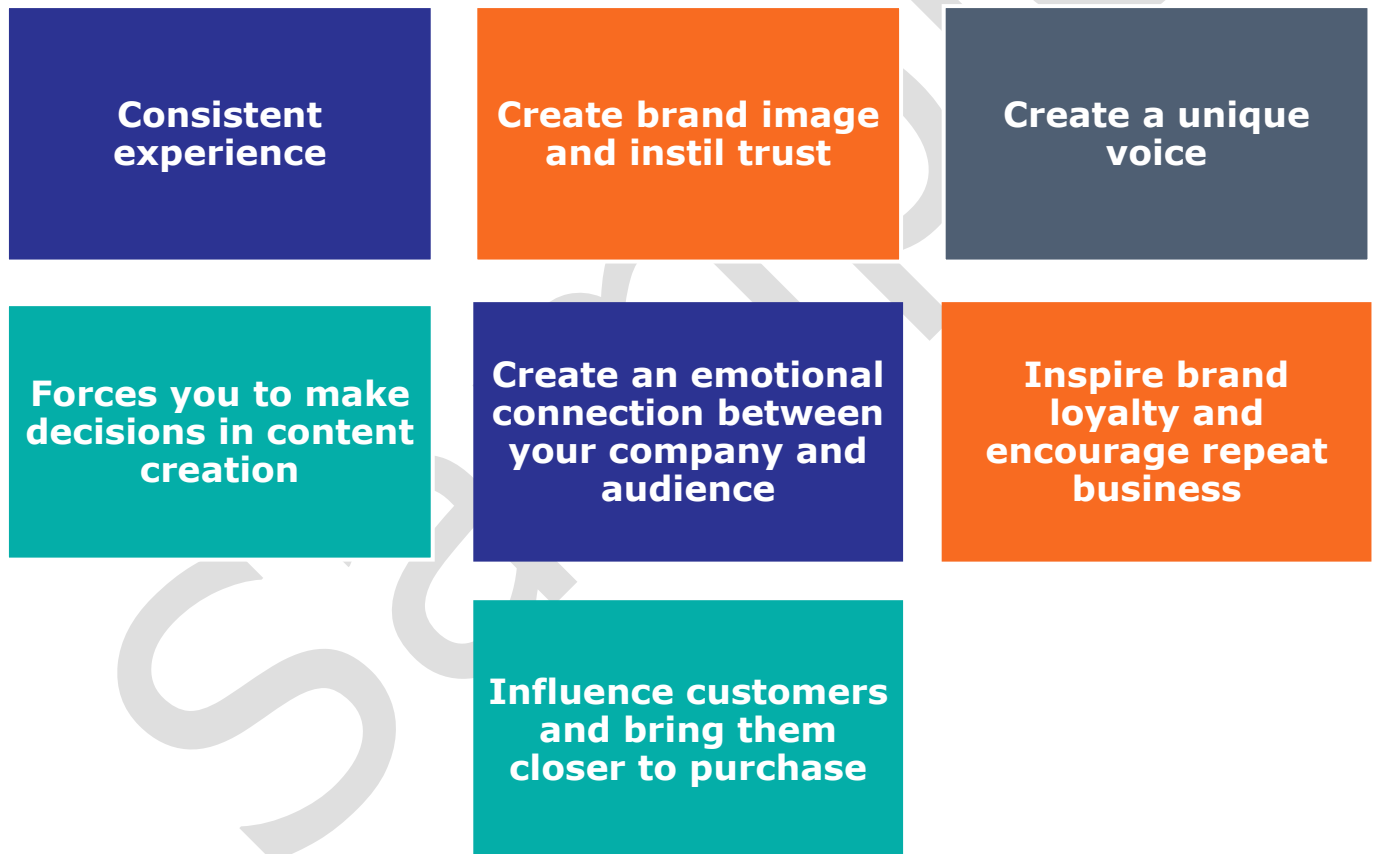 Consistent
experience
Create brand image
and instil trust
Create a unique
voice
Forces you to make
decisions in content
creation
Create an emotional
connection between
your company and
audience
Inspire brand
loyalty and
encourage repeat
business
Influence customers
and bring them
closer to purchase